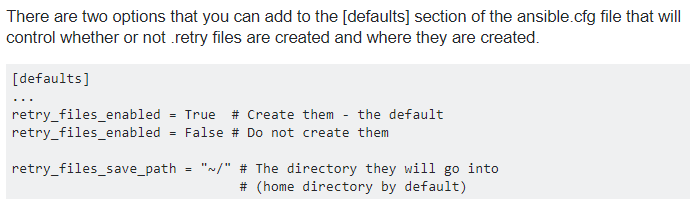 There are two options that you can add to the [defaults] section of the ansible.cfg file that will
control whether or not .retry files are created and where they are created.
[defaults]
...
retry_files_enabled = True  # Create them - the default
retry_files_enabled = False # Do not create them
retry_files_save_path = "~/" # The directory they will go into
# (home directory by default)